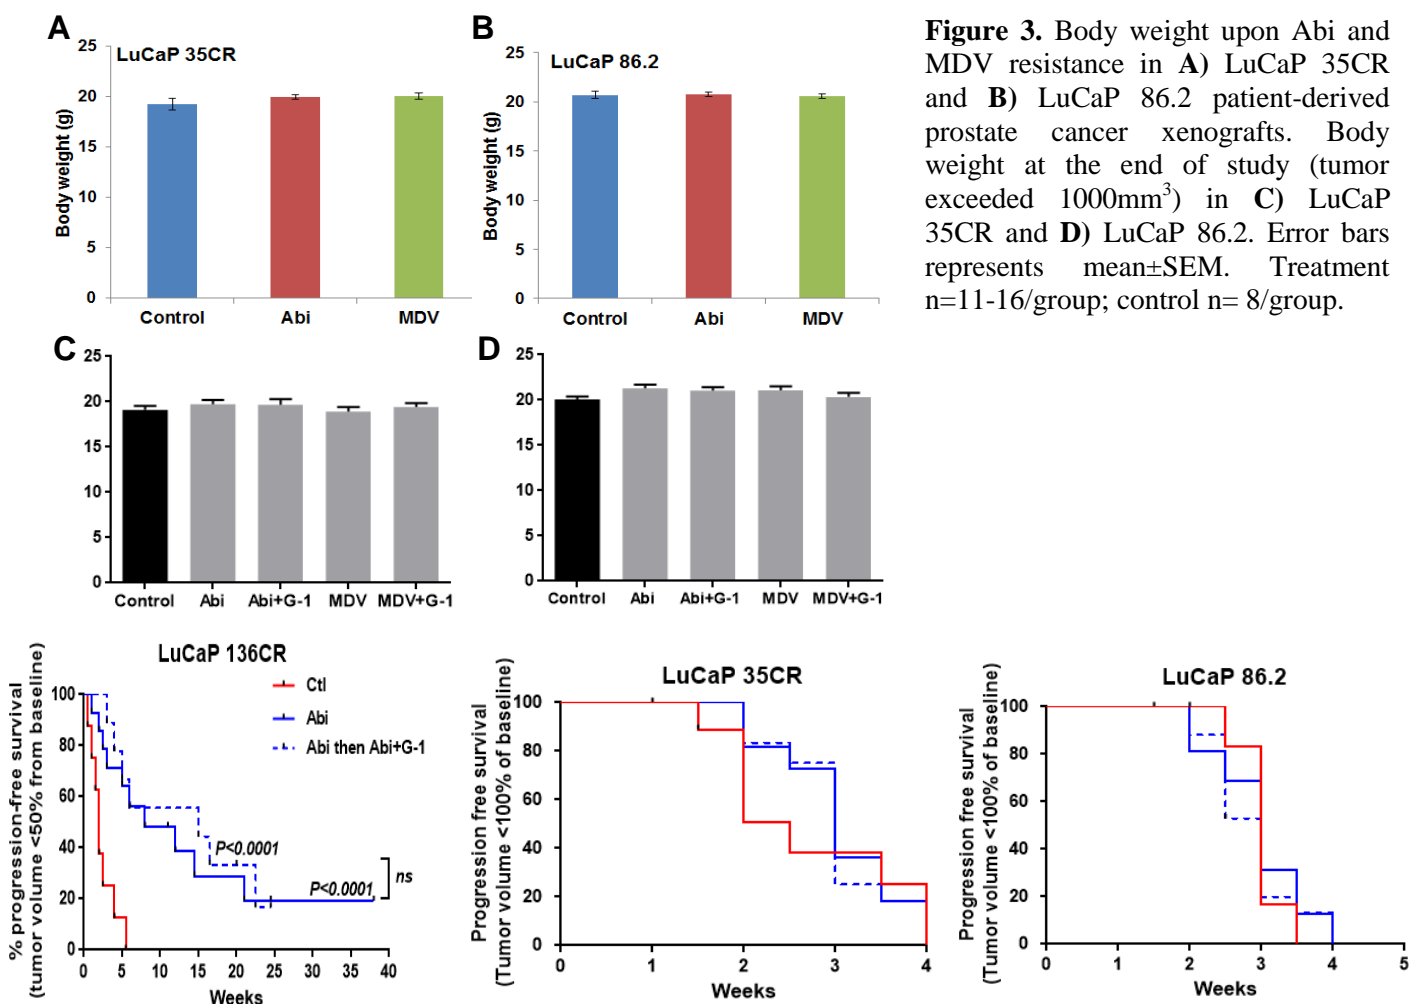 A
25
20
15
10
5
0
Body weight (g)
LuCaP 35CR
Control Abi MDV
B
25
20
15
10
5
0
Body weight (g)
LuCaP 86.2
Control Abi MDV
Figure 3. Body weight upon Abi and
MDV resistance in A) LuCaP 35CR
and B) LuCaP 86.2 patient-derived
prostate cancer xenografts. Body
weight at the end of study (tumor
exceeded 1000mm³) in C) LuCaP
35CR and D) LuCaP 86.2. Error bars
represents mean±SEM. Treatment
n=11-16/group; control n= 8/group.
C
25
20
15
10
5
0
Control Abi Abi+G-1 MDV MDV+G-1
D
25
20
15
10
5
0
Control Abi Abi+G-1 MDV MDV+G-1
LuCaP 136CR
% progression-free survival
(tumor volume <50% from baseline)
100
80
60
40
20
0
Ctl
Abi
Abi then Abi+G-1
P<0.0001
P<0.0001
ns
0 5 10 15 20 25 30 35 40
Weeks
LuCaP 35CR
Progression free survival
(Tumor volume <100% of baseline)
100
80
60
40
20
0
0 1 2 3 4
Weeks
LuCaP 86.2
Progression free survival
(Tumor volume <100% of baseline)
100
80
60
40
20
0
0 1 2 3 4 5
Weeks